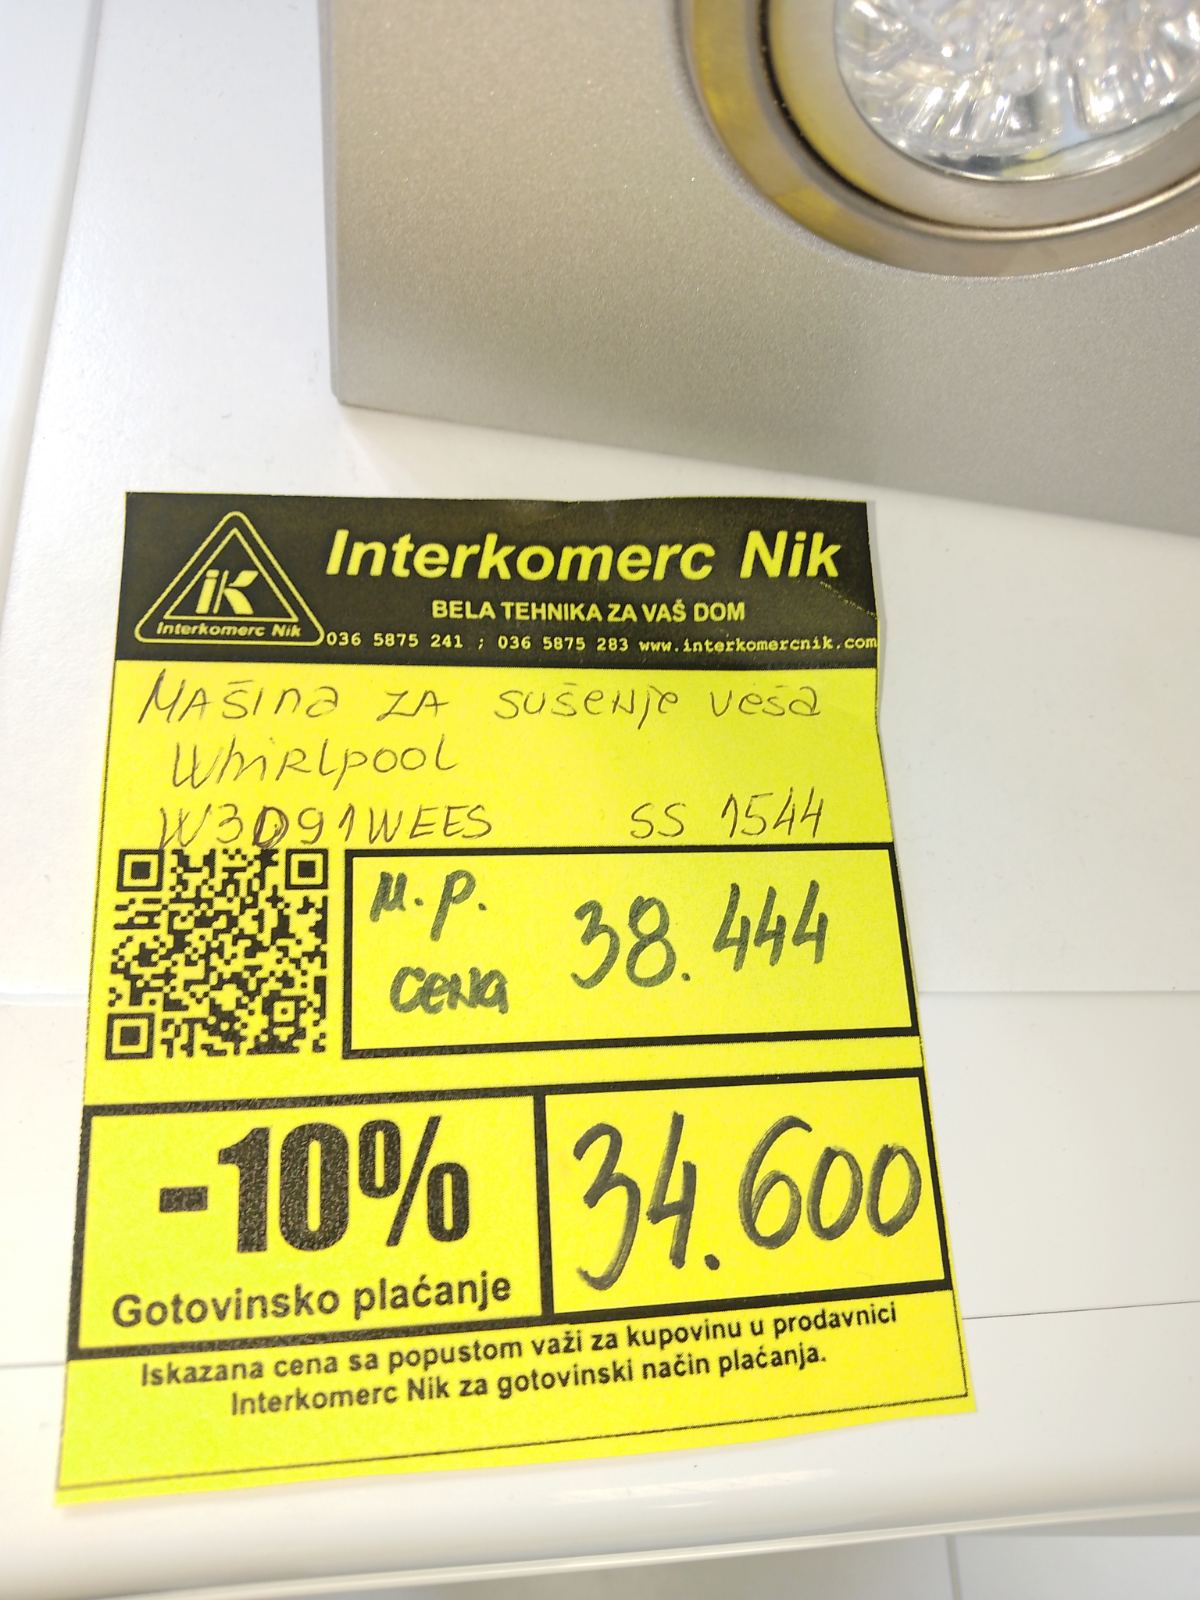 Interkomerc Nik
iK
Interkomerc Nik
BELA TEHNIKA ZA VAŠ DOM
036 5875 241 ; 036 5875 283 www.interkomercnik.com
MAŠINA ZA SUŠENJE VEŠA
WhiRlpool
W3D91WEES SS 1544
M.P. CENA 38.444
-10% 34.600
Gotovinsko plaćanje
Iskazana cena sa popustom važi za kupovinu u prodavnici
Interkomerc Nik za gotovinski način plaćanja.